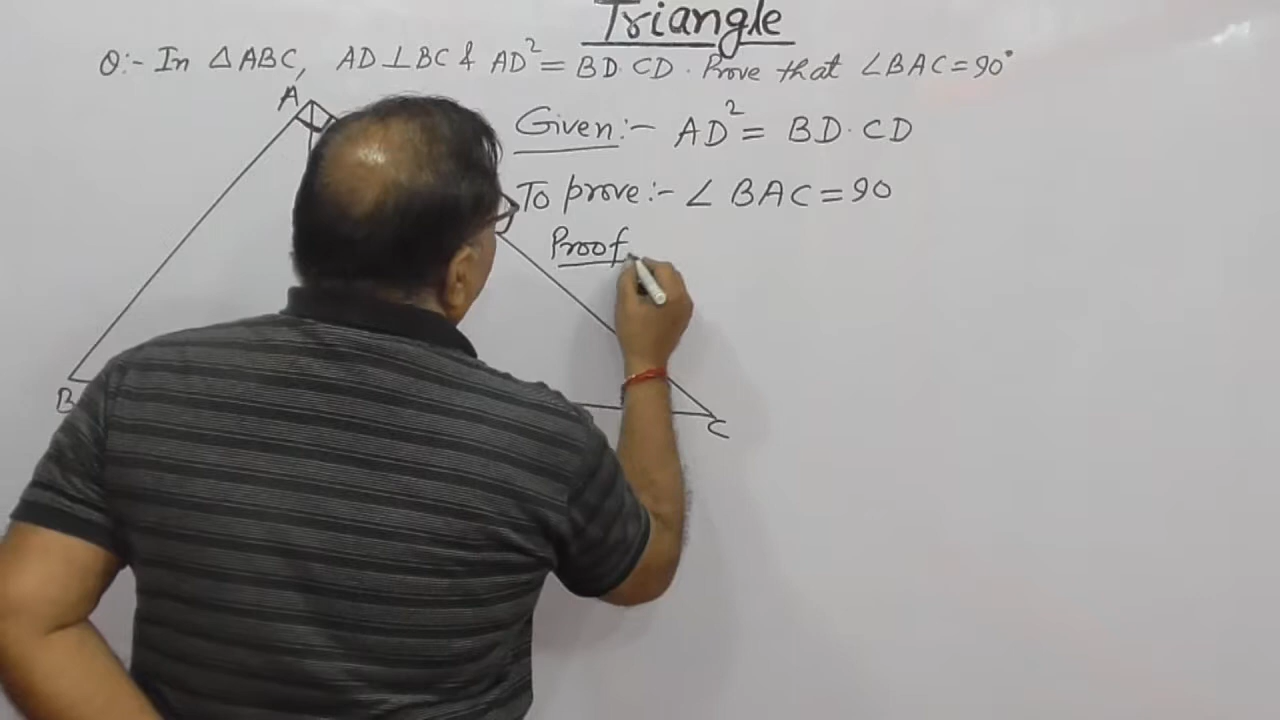 Triangle
Q:- In △ABC, AD⊥BC & AD² = BD·CD. Prove that ∠BAC=90°
A
Given:- AD² = BD·CD
To prove:- ∠BAC=90
Proof
B
C